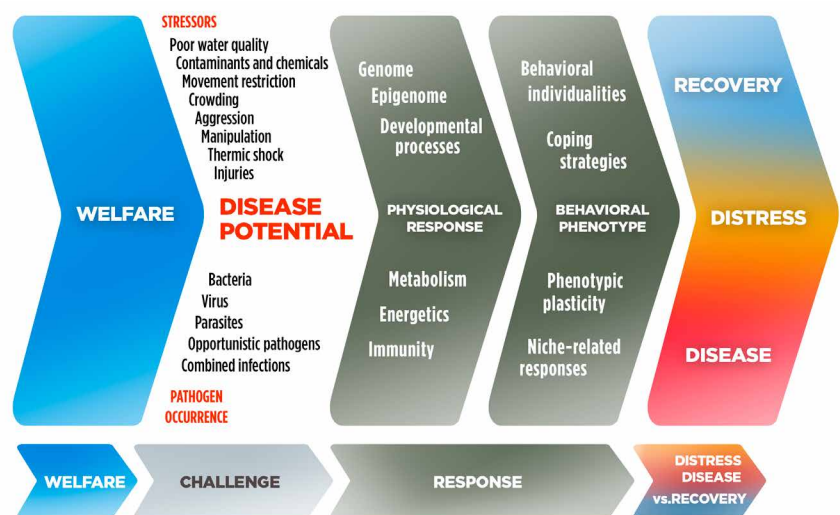 STRESSORS
Poor water quality
Contaminants and chemicals
Movement restriction
Crowding
Aggression
Manipulation
Thermic shock
Injuries
WELFARE
DISEASE
POTENTIAL
Bacteria
Virus
Parasites
Opportunistic pathogens
Combined infections
PATHOGEN
OCCURRENCE
Genome
Epigenome
Developmental
processes
PHYSIOLOGICAL
RESPONSE
Metabolism
Energetics
Immunity
Behavioral
individualities
Coping
strategies
BEHAVIORAL
PHENOTYPE
Phenotypic
plasticity
Niche-related
responses
RECOVERY
DISTRESS
DISEASE
WELFARE
CHALLENGE
RESPONSE
DISTRESS
DISEASE
vs.RECOVERY